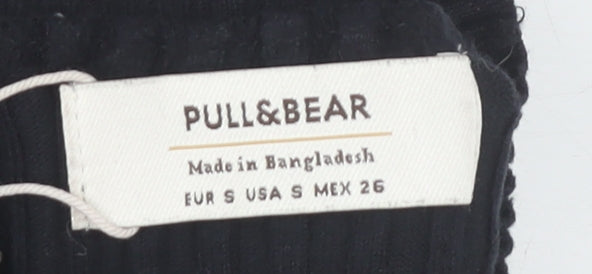 PULL&BEAR
Made in Bangladesh
EUR S USA S MEX 26